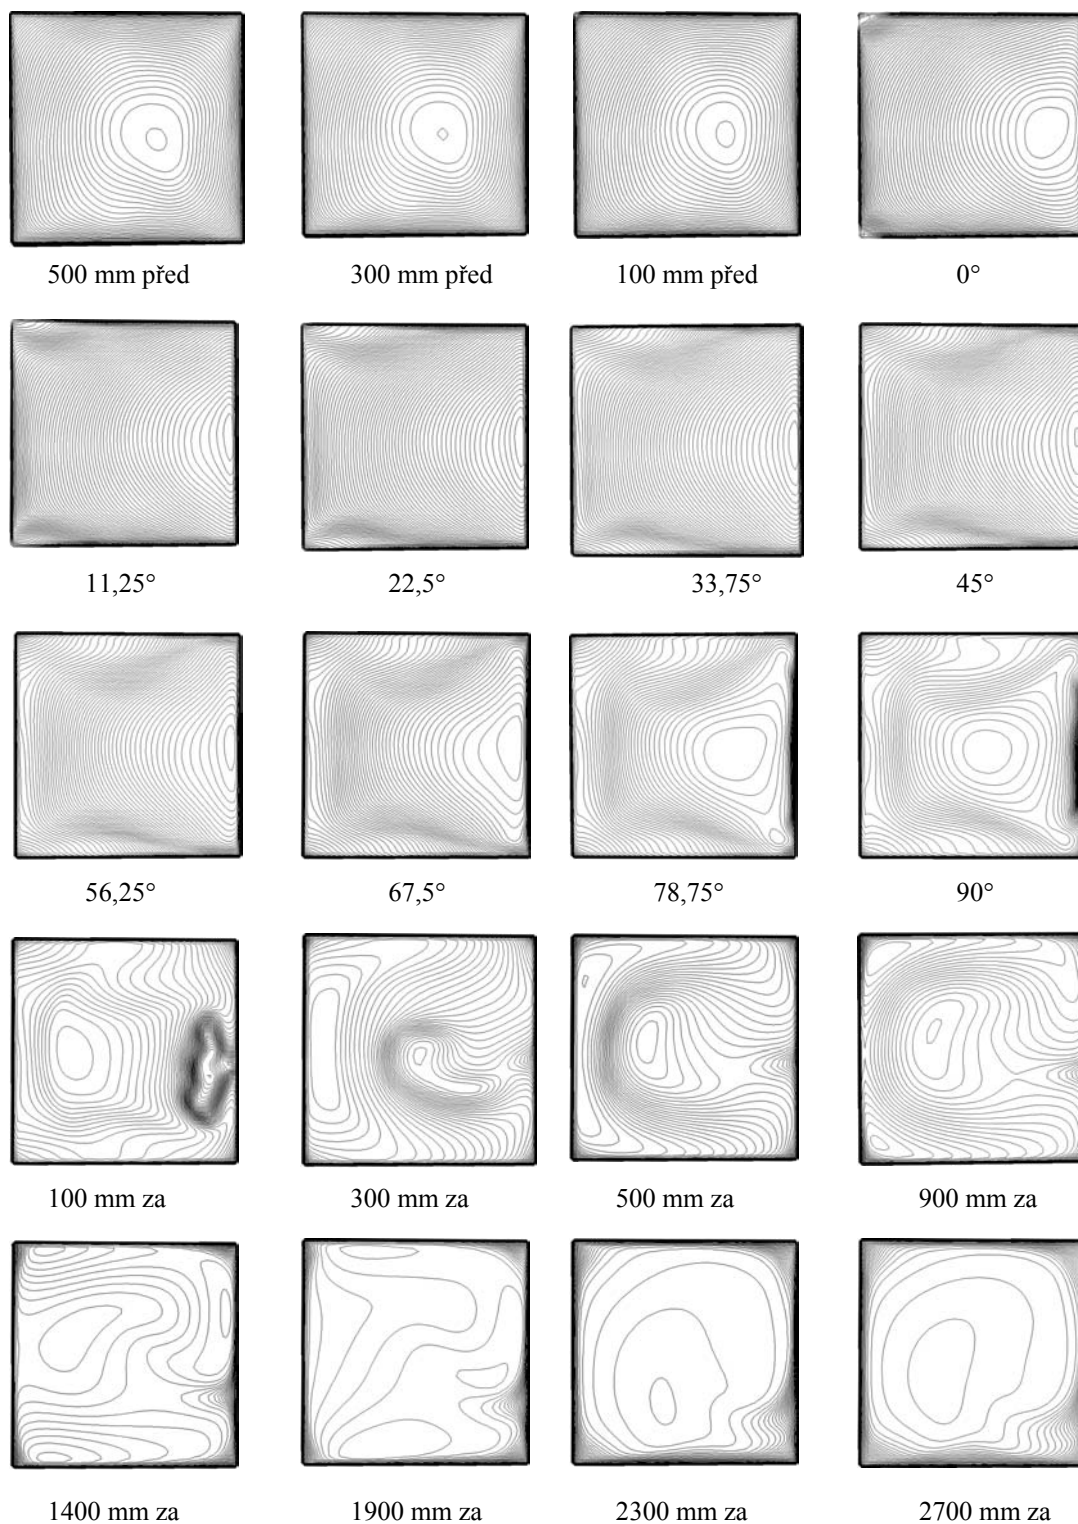 500 mm před 300 mm před 100 mm před 0°
11,25° 22,5° 33,75° 45°
56,25° 67,5° 78,75° 90°
100 mm za 300 mm za 500 mm za 900 mm za
1400 mm za 1900 mm za 2300 mm za 2700 mm za